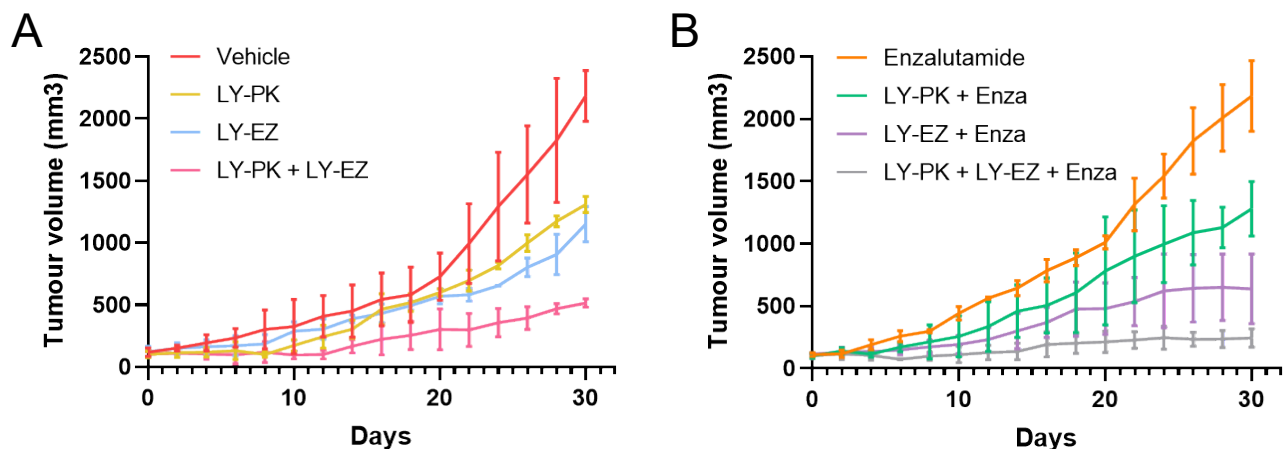 A
Tumour volume (mm3)
2500
2000
1500
1000
500
0
Vehicle
LY-PK
LY-EZ
LY-PK + LY-EZ
0
10
20
30
Days
B
Tumour volume (mm3)
2500
2000
1500
1000
500
0
Enzalutamide
LY-PK + Enza
LY-EZ + Enza
LY-PK + LY-EZ + Enza
0
10
20
30
Days